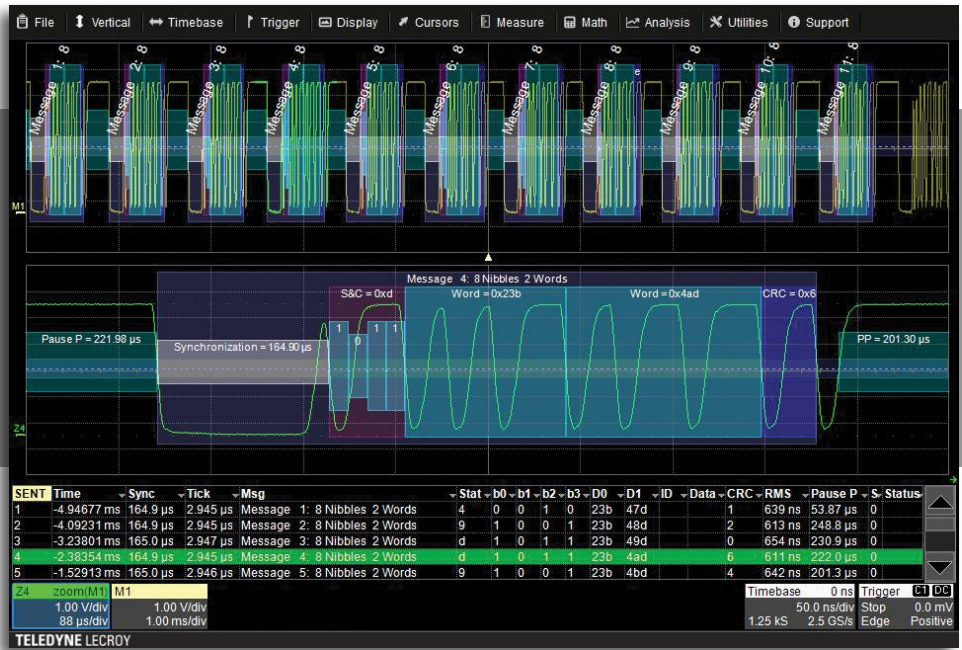 File Vertical Timebase Trigger Display Cursors Measure Math Analysis Utilities Support
Message 1: 8 Message 2: 8 Message 3: 8 Message 4: 8 Message 5: 8 Message 6: 8 Message 7: 8 Message 8: 8 Message 9: 8 Message 10: 8 Message 11: 8
M1
Message 4: 8 Nibbles 2 Words
S&C = 0xd Word = 0x23b Word = 0x4ad CRC = 0x6
1 0 1 1
Pause P = 221.98 µs Synchronization = 164.90 µs PP = 201.30 µs
Z4
SENT Time Sync Tick Msg Stat b0 b1 b2 b3 D0 D1 ID Data CRC RMS Pause P S Status
1 -4.94677 ms 164.9 µs 2.945 µs Message 1: 8 Nibbles 2 Words 4 0 0 1 0 23b 47d 1 639 ns 53.87 µs 0
2 -4.09231 ms 164.9 µs 2.945 µs Message 2: 8 Nibbles 2 Words 9 1 0 0 1 23b 48d 2 613 ns 248.8 µs 0
3 -3.23801 ms 165.0 µs 2.947 µs Message 3: 8 Nibbles 2 Words d 1 0 1 1 23b 49d 0 654 ns 230.9 µs 0
4 -2.38354 ms 164.9 µs 2.945 µs Message 4: 8 Nibbles 2 Words d 1 0 1 1 23b 4ad 6 611 ns 222.0 µs 0
5 -1.52913 ms 165.0 µs 2.946 µs Message 5: 8 Nibbles 2 Words 9 1 0 0 1 23b 4bd 4 642 ns 201.3 µs 0
Z4 zoom(M1) M1 Timebase 0 ns Trigger C1 DC
1.00 V/div 1.00 V/div 50.0 ns/div Stop 0.0 mV
88 µs/div 1.00 ms/div 1.25 kS 2.5 GS/s Edge Positive
TELEDYNE LECROY